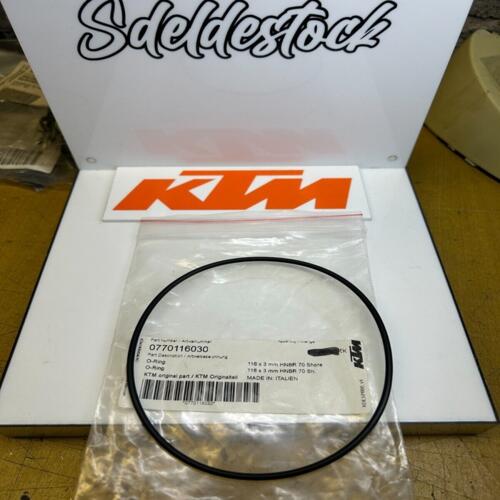 Sdeldestock
KTM
Part Number / Artikelnummer
0770116030
Part Description / Artikelbezeichnung
O-Ring 116 x 3 mm HNBR 70 Shore
O-Ring 116 x 3 mm HNBR 70 Sh.
KTM original part / KTM Originalteil MADE IN: ITALIEN
*0770116030*
KTM